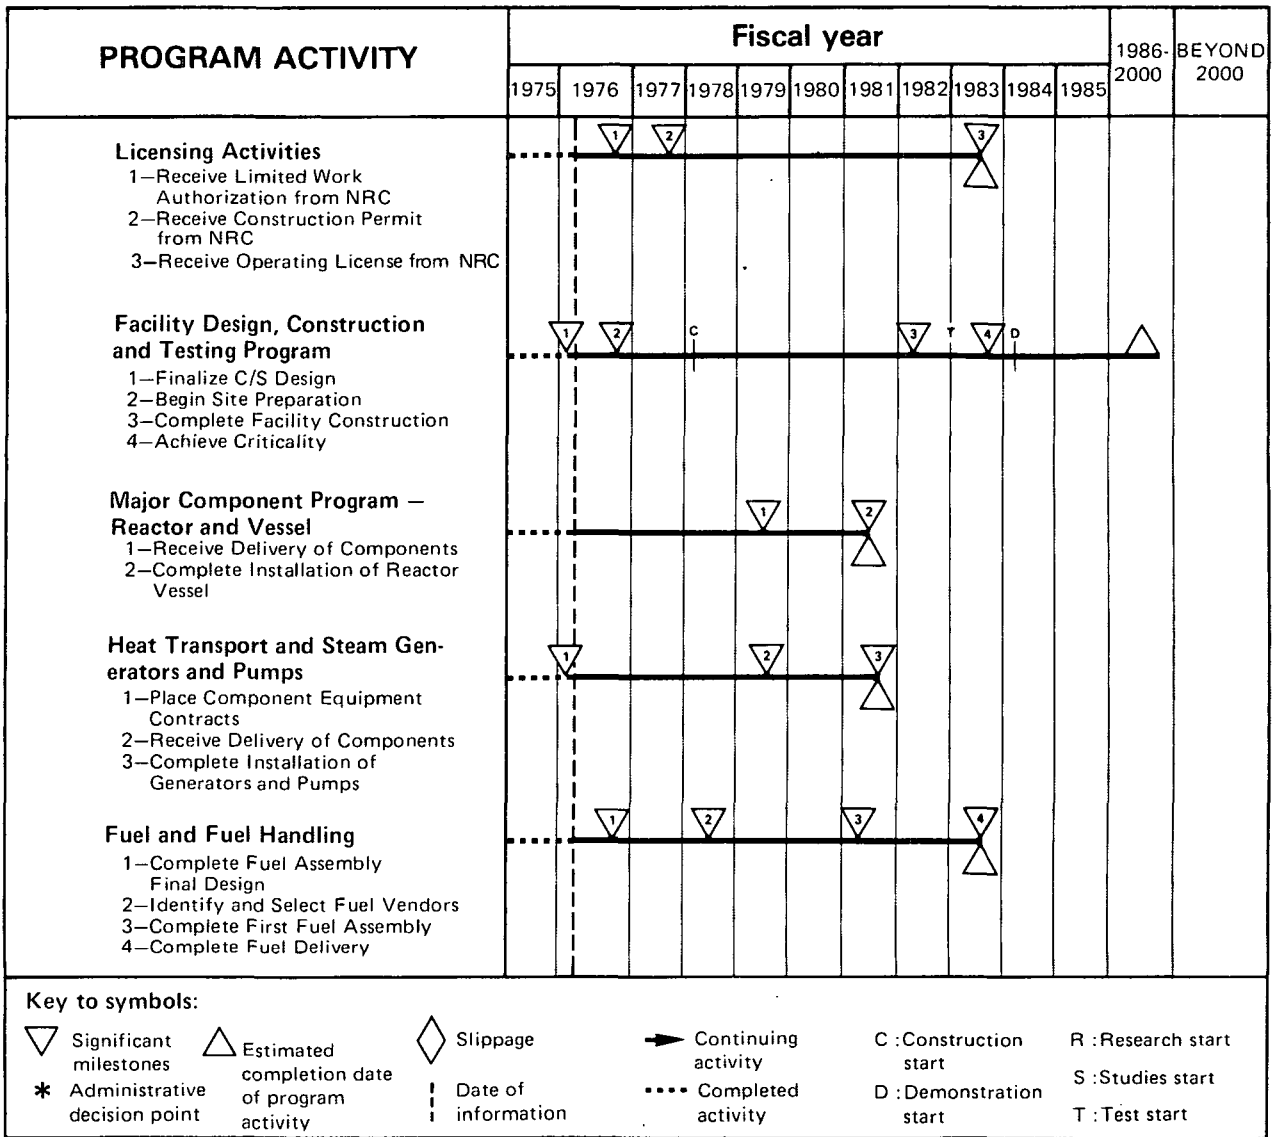 PROGRAM ACTIVITY
Fiscal year
1975 1976 1977 1978 1979 1980 1981 1982 1983 1984 1985
1986-
2000
BEYOND
2000
Licensing Activities
1 2 3
1—Receive Limited Work
Authorization from NRC
2—Receive Construction Permit
from NRC
3—Receive Operating License from NRC
Facility Design, Construction
and Testing Program
1 2 C 3 T 4 D
1—Finalize C/S Design
2—Begin Site Preparation
3—Complete Facility Construction
4—Achieve Criticality
Major Component Program —
Reactor and Vessel
1 2
1—Receive Delivery of Components
2—Complete Installation of Reactor
Vessel
Heat Transport and Steam Gen-
erators and Pumps
1 2 3
1—Place Component Equipment
Contracts
2—Receive Delivery of Components
3—Complete Installation of
Generators and Pumps
Fuel and Fuel Handling
1 2 3 4
1—Complete Fuel Assembly
Final Design
2—Identify and Select Fuel Vendors
3—Complete First Fuel Assembly
4—Complete Fuel Delivery
Key to symbols:
Significant
milestones
* Administrative
decision point
Estimated
completion date
of program
activity
Slippage
Date of
information
Continuing
activity
Completed
activity
C :Construction
start
D :Demonstration
start
R :Research start
S :Studies start
T :Test start